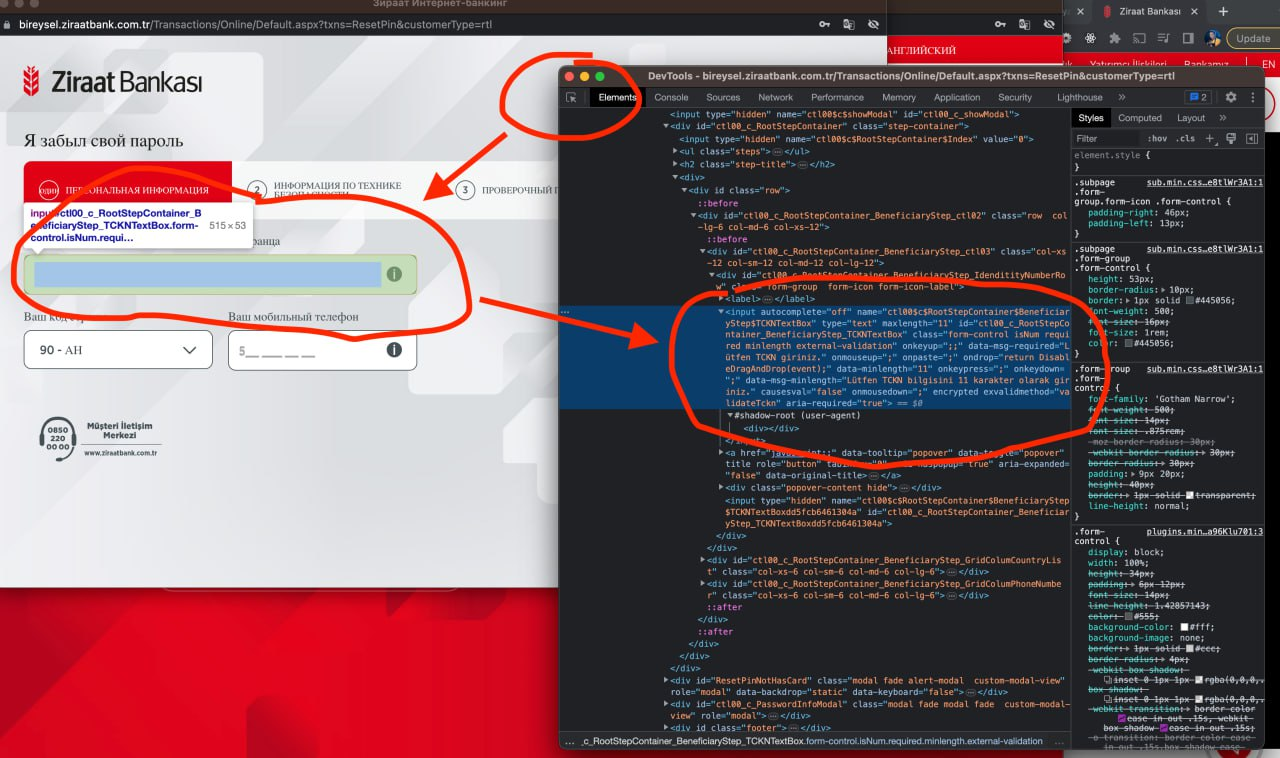 Зираат Интернет-банкинг
bireysel.ziraatbank.com.tr/Transactions/Online/Default.aspx?txns=ResetPin&customerType=rtl
Ziraat Bankası
Update
АНГЛИЙСКИЙ
Yatırımcı İlişkileri
Bankamız
EN
Ziraat Bankası
Я забыл свой пароль
один
ПЕРСОНАЛЬНАЯ ИНФОРМАЦИЯ
2
ИНФОРМАЦИЯ ПО ТЕХНИКЕ
БЕЗОПАСНОСТИ
3
ПРОВЕРОЧНЫЙ
input#ctl00_c_RootStepContainer_B
eneficiaryStep_TCKNTextBox.form-
control.isNum.requi...
515 × 53
Ваш код
Ваш мобильный телефон
90 - АН
5__ ___ ____
0850
220
00 00
Müşteri İletişim
Merkezi
www.ziraatbank.com.tr
DevTools - bireysel.ziraatbank.com.tr/Transactions/Online/Default.aspx?txns=ResetPin&customerType=rtl
Elements
Console
Sources
Network
Performance
Memory
Application
Security
Lighthouse
»
2
<input type="hidden" name="ctl00$c$showModal" id="ctl00_c_showModal">
<div id="ctl00_c_RootStepContainer" class="step-container">
<input type="hidden" name="ctl00$c$RootStepContainer$Index" value="0">
<ul class="steps">…</ul>
<h2 class="step-title">…</h2>
<div>
<div id class="row">
::before
<div id="ctl00_c_RootStepContainer_BeneficiaryStep_ctl02" class="row  col
-lg-6 col-md-6 col-xs-12">
::before
<div id="ctl00_c_RootStepContainer_BeneficiaryStep_ctl03" class="col-xs
-12 col-sm-12 col-md-12 col-lg-12">
<div id="ctl00_c_RootStepContainer_BeneficiaryStep_IdendtityNumberRo
w" class="form-group  form-icon form-icon-label">
<label>…</label>
<input autocomplete="off" name="ctl00$c$RootStepContainer$Beneficiar
yStep$TCKNTextBox" type="text" maxlength="11" id="ctl00_c_RootStepCo
ntainer_BeneficiaryStep_TCKNTextBox" class="form-control isNum requi
red minlength external-validation" onkeyup=";;" data-msg-required="L
ütfen TCKN giriniz." onmouseup=";" onpaste=";" ondrop="return Disabl
eDragAndDrop(event);" data-minlength="11" onkeypress=";" onkeydown=
";" data-msg-minlength="Lütfen TCKN bilgisini 11 karakter olarak gir
iniz." causesval="false" onmousedown=";" encrypted exvalidmethod="va
lidateTckn" aria-required="true"> == $0
#shadow-root (user-agent)
<div></div>
</input>
<a href="javascript:;" data-tooltip="popover" data-toggle="popover"
title role="button" tabindex="0" aria-haspopup="true" aria-expanded=
"false" data-original-title>…</a>
<div class="popover-content hide">…</div>
<input type="hidden" name="ctl00$c$RootStepContainer$BeneficiaryStep
$TCKNTextBoxdd5fcb6461304a" id="ctl00_c_RootStepContainer_Beneficiar
yStep_TCKNTextBoxdd5fcb6461304a">
</div>
</div>
<div id="ctl00_c_RootStepContainer_BeneficiaryStep_GridColumCountryLis
t" class="col-xs-6 col-sm-6 col-md-6 col-lg-6">…</div>
<div id="ctl00_c_RootStepContainer_BeneficiaryStep_GridColumPhoneNumbe
r" class="col-xs-6 col-sm-6 col-md-6 col-lg-6">…</div>
::after
</div>
::after
</div>
</div>
</div>
<div id="ResetPinNotHasCard" class="modal fade alert-modal  custom-modal-view"
role="modal" data-backdrop="static" data-keyboard="false">…</div>
<div id="ctl00_c_PasswordInfoModal" class="modal fade modal fade  custom-modal-
view" role="modal">…</div>
<div id="footer">…</div>
</div>
… _c_RootStepContainer_BeneficiaryStep_TCKNTextBox.form-control.isNum.required.minlength.external-validation …
Styles
Computed
Layout
»
Filter
:hov .cls +
element.style {
}
.subpage sub.min.css…e8tlWr3A1:1
.form-
group.form-icon .form-control {
padding-right: 46px;
padding-left: 13px;
}
.subpage sub.min.css…e8tlWr3A1:1
.form-group
.form-control {
height: 53px;
border-radius: 10px;
border: 1px solid #445056;
font-weight: 500;
font-size: 16px;
font-size: 1rem;
color: #445056;
}
.form-group sub.min.css…e8tlWr3A1:1
.form-
control {
font-family: 'Gotham Narrow';
font-weight: 500;
font-size: 14px;
font-size: .875rem;
-moz-border-radius: 30px;
-webkit-border-radius: 30px;
border-radius: 30px;
padding: 9px 20px;
height: 40px;
border: 1px solid transparent;
line-height: normal;
}
.form- plugins.min…a96Klu701:3
control {
display: block;
width: 100%;
height: 34px;
padding: 6px 12px;
font-size: 14px;
line-height: 1.42857143;
color: #555;
background-color: #fff;
background-image: none;
border: 1px solid #ccc;
border-radius: 4px;
-webkit-box-shadow:
inset 0 1px 1px rgba(0,0,0,.
box-shadow:
inset 0 1px 1px rgba(0,0,0,.
-webkit-transition: border-color
ease-in-out .15s, webkit-
box-shadow ease-in-out .15s;
-o-transition: border-color ease-
in-out .15s, box-shadow ease-